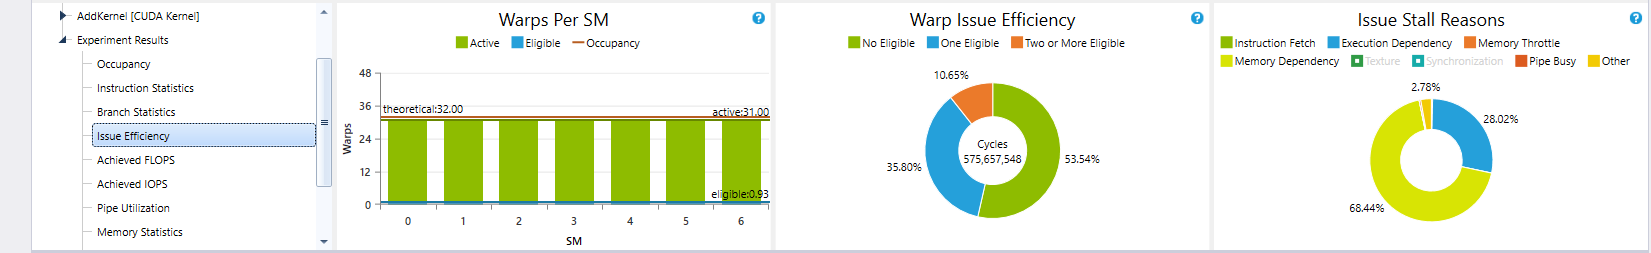 AddKernel [CUDA Kernel]
Experiment Results
Occupancy
Instruction Statistics
Branch Statistics
Issue Efficiency
Achieved FLOPS
Achieved IOPS
Pipe Utilization
Memory Statistics
Warps Per SM
?
Active Eligible Occupancy
48
36
24
12
0
Warps
theoretical:32.00
active:31.00
eligible:0.93
0 1 2 3 4 5 6
SM
Warp Issue Efficiency
?
No Eligible One Eligible Two or More Eligible
10.65%
35.80%
53.54%
Cycles
575,657,548
Issue Stall Reasons
?
Instruction Fetch Execution Dependency Memory Throttle
Memory Dependency Texture Synchronization Pipe Busy Other
2.78%
28.02%
68.44%